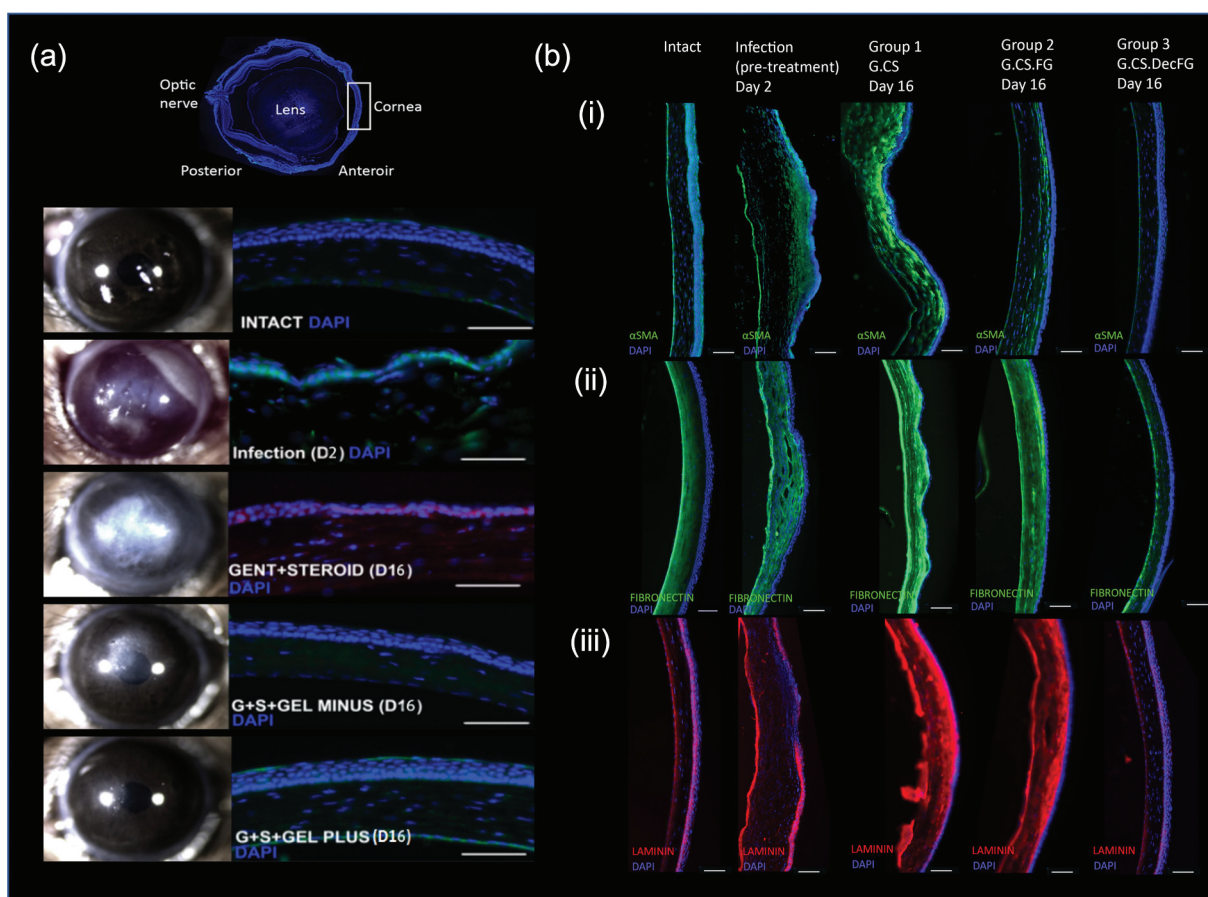 (a)
Optic
nerve
Lens
Cornea
Posterior
Anteroir
INTACT DAPI
Infection (D2) DAPI
GENT+STEROID (D16)
DAPI
G+S+GEL MINUS (D16)
DAPI
G+S+GEL PLUS (D16)
DAPI
(b)
Intact
Infection
(pre-treatment)
Day 2
Group 1
G.CS
Day 16
Group 2
G.CS.FG
Day 16
Group 3
G.CS.DecFG
Day 16
(i)
αSMA
DAPI
αSMA
DAPI
αSMA
DAPI
αSMA
DAPI
αSMA
DAPI
(ii)
FIBRONECTIN
DAPI
FIBRONECTIN
DAPI
FIBRONECTIN
DAPI
FIBRONECTIN
DAPI
FIBRONECTIN
DAPI
(iii)
LAMININ
DAPI
LAMININ
DAPI
LAMININ
DAPI
LAMININ
DAPI
LAMININ
DAPI